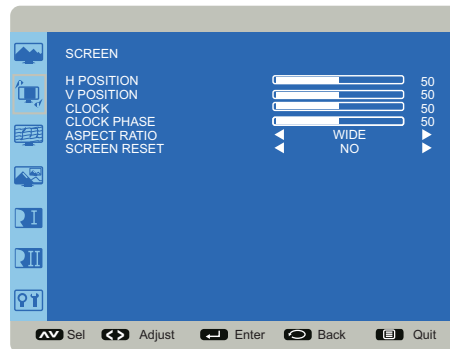 SCREEN
H POSITION 50
V POSITION 50
CLOCK 50
CLOCK PHASE 50
ASPECT RATIO WIDE
SCREEN RESET NO
I
II
Sel Adjust Enter Back Quit